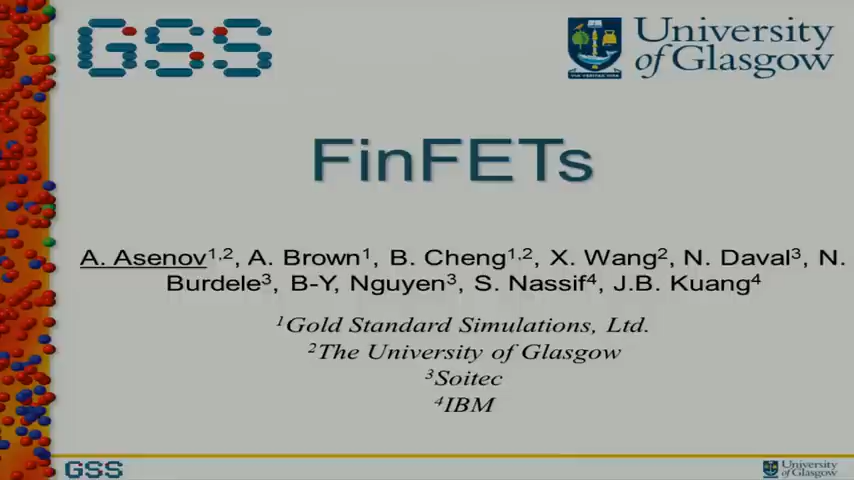 GSS
University
of Glasgow
FinFETs
A. Asenov1,2, A. Brown1, B. Cheng1,2, X. Wang2, N. Daval3, N.
Burdele3, B-Y, Nguyen3, S. Nassif4, J.B. Kuang4
1Gold Standard Simulations, Ltd.
2The University of Glasgow
3Soitec
4IBM
GSS
University
of Glasgow